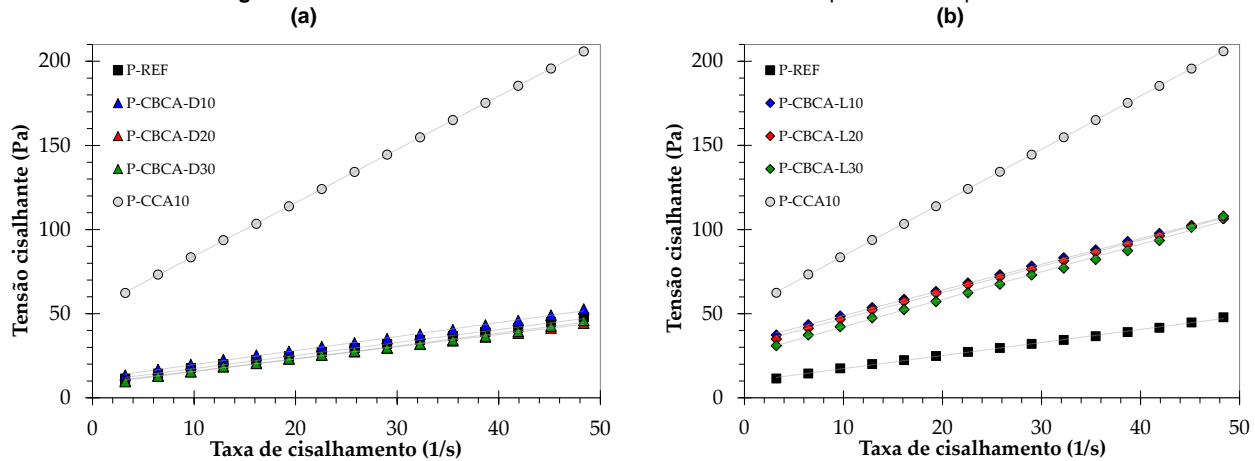 (a)
(b)
200
150
100
50
0
0
10
20
30
40
50
Tensão cisalhante (Pa)
Taxa de cisalhamento (1/s)
P-REF
P-CBCA-D10
P-CBCA-D20
P-CBCA-D30
P-CCA10
200
150
100
50
0
0
10
20
30
40
50
Tensão cisalhante (Pa)
Taxa de cisalhamento (1/s)
P-REF
P-CBCA-L10
P-CBCA-L20
P-CBCA-L30
P-CCA10